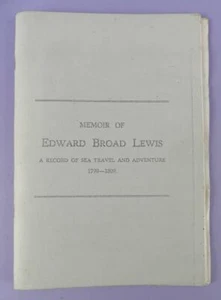 MEMOIR OF
EDWARD BROAD LEWIS
A RECORD OF SEA TRAVEL AND ADVENTURE